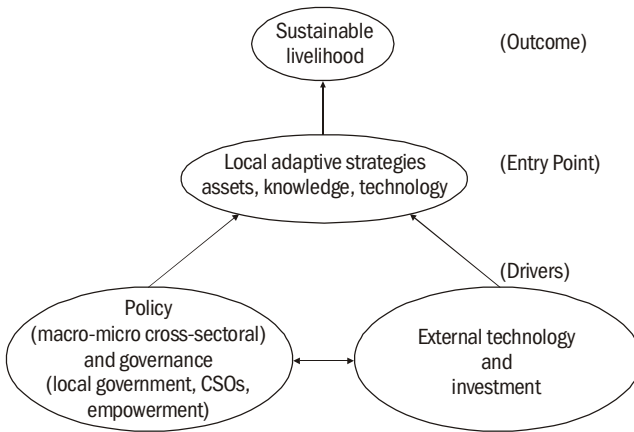 Sustainable
livelihood
(Outcome)
Local adaptive strategies
assets, knowledge, technology
(Entry Point)
(Drivers)
Policy
(macro-micro cross-sectoral)
and governance
(local government, CSOs,
empowerment)
External technology
and
investment